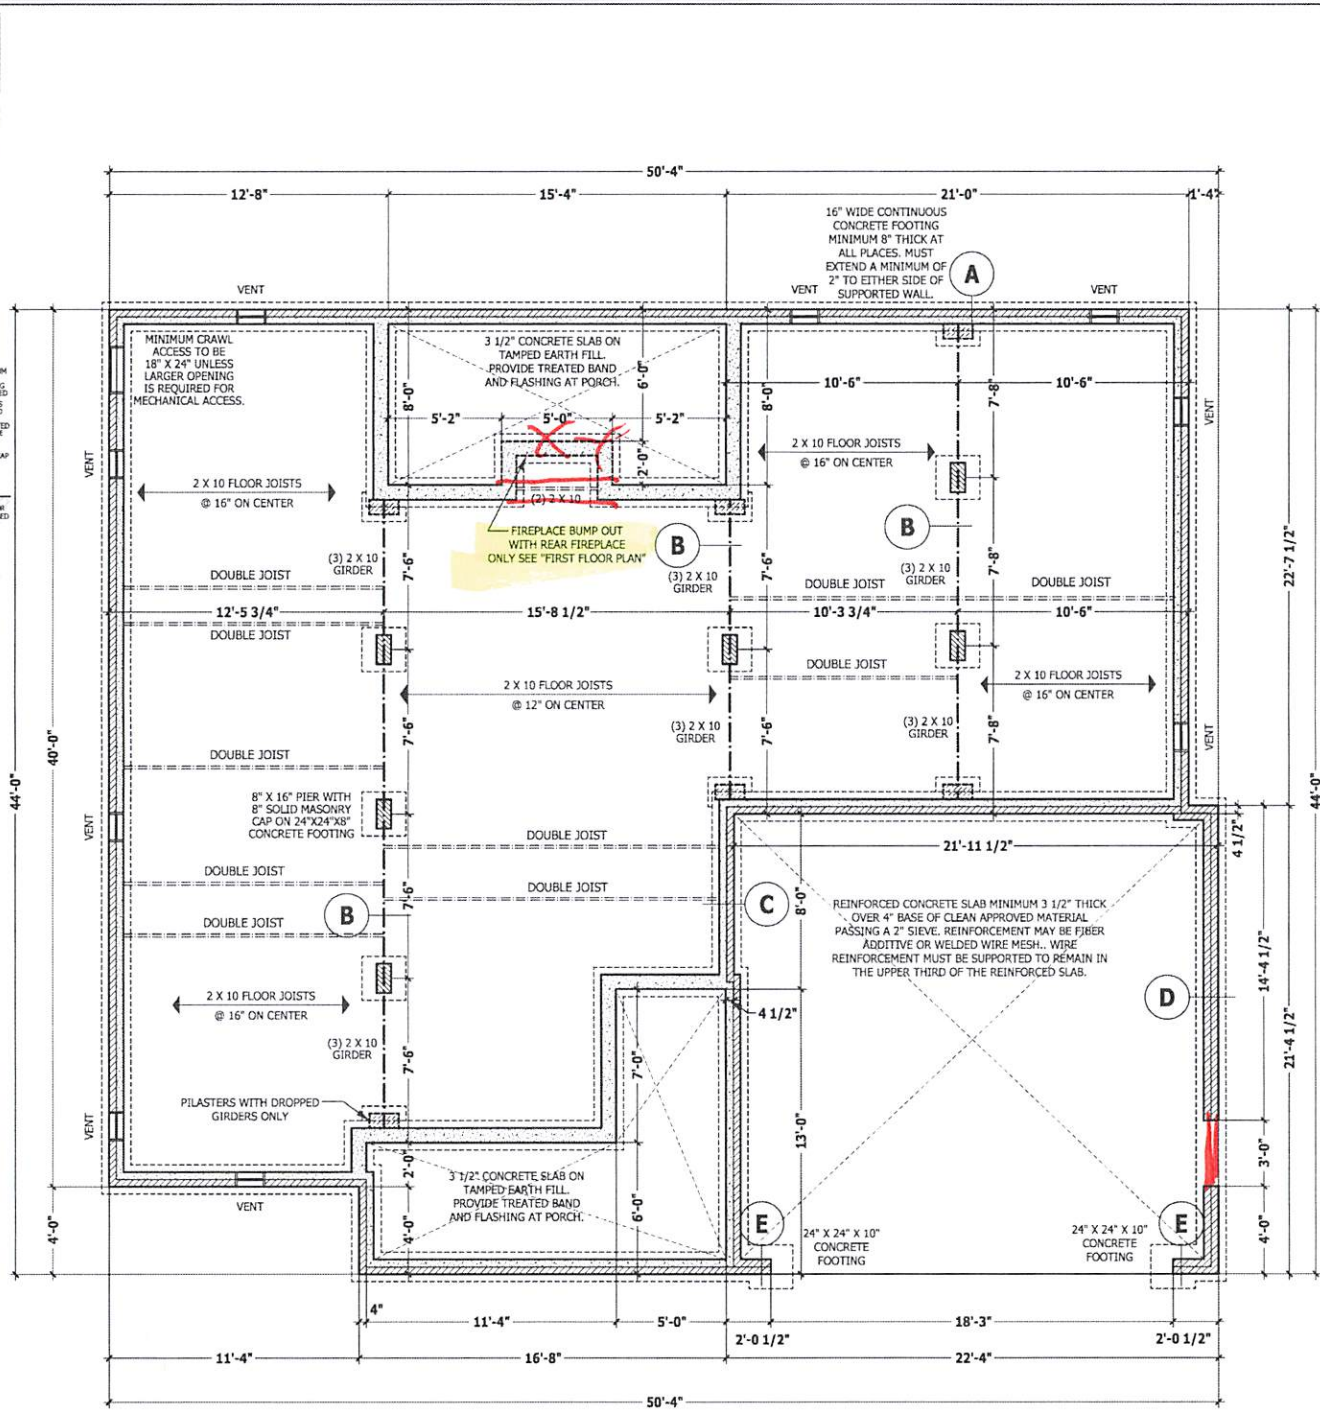 50'-4"
12'-8"
15'-4"
21'-0"
1'-4"
16" WIDE CONTINUOUS
CONCRETE FOOTING
MINIMUM 8" THICK AT
ALL PLACES. MUST
EXTEND A MINIMUM OF
2" TO EITHER SIDE OF
SUPPORTED WALL.
A
VENT
VENT
VENT
MINIMUM CRAWL
ACCESS TO BE
18" X 24" UNLESS
LARGER OPENING
IS REQUIRED FOR
MECHANICAL ACCESS.
3 1/2" CONCRETE SLAB ON
TAMPED EARTH FILL.
PROVIDE TREATED BAND
AND FLASHING AT PORCH.
8'-0"
6'-0"
5'-2"
5'-0"
5'-2"
2'-0"
8'-0"
10'-6"
7'-8"
10'-6"
VENT
VENT
2 X 10 FLOOR JOISTS
@ 16" ON CENTER
2 X 10 FLOOR JOISTS
@ 16" ON CENTER
(2) 2 X 10
FIREPLACE BUMP OUT
WITH REAR FIREPLACE
ONLY SEE "FIRST FLOOR PLAN"
B
B
(3) 2 X 10
GIRDER
7'-6"
(3) 2 X 10
GIRDER
7'-6"
(3) 2 X 10
GIRDER
7'-8"
22'-7 1/2"
DOUBLE JOIST
DOUBLE JOIST
DOUBLE JOIST
12'-5 3/4"
15'-8 1/2"
10'-3 3/4"
10'-6"
DOUBLE JOIST
DOUBLE JOIST
2 X 10 FLOOR JOISTS
@ 12" ON CENTER
2 X 10 FLOOR JOISTS
@ 16" ON CENTER
7'-6"
(3) 2 X 10
GIRDER
7'-6"
(3) 2 X 10
GIRDER
7'-8"
VENT
40'-0"
44'-0"
44'-0"
DOUBLE JOIST
8" X 16" PIER WITH
8" SOLID MASONRY
CAP ON 24"X24"X8"
CONCRETE FOOTING
VENT
DOUBLE JOIST
21'-11 1/2"
4 1/2"
DOUBLE JOIST
DOUBLE JOIST
7'-6"
B
DOUBLE JOIST
C
8'-0"
REINFORCED CONCRETE SLAB MINIMUM 3 1/2" THICK
OVER 4" BASE OF CLEAN APPROVED MATERIAL
PASSING A 2" SIEVE. REINFORCEMENT MAY BE FIBER
ADDITIVE OR WELDED WIRE MESH.. WIRE
REINFORCEMENT MUST BE SUPPORTED TO REMAIN IN
THE UPPER THIRD OF THE REINFORCED SLAB.
14'-4 1/2"
D
21'-4 1/2"
2 X 10 FLOOR JOISTS
@ 16" ON CENTER
4 1/2"
(3) 2 X 10
GIRDER
7'-6"
7'-0"
PILASTERS WITH DROPPED
GIRDERS ONLY
VENT
13'-0"
3'-0"
2'-0"
3 1/2" CONCRETE SLAB ON
TAMPED EARTH FILL.
PROVIDE TREATED BAND
AND FLASHING AT PORCH.
6'-0"
VENT
4'-0"
4'-0"
E
24" X 24" X 10"
CONCRETE
FOOTING
24" X 24" X 10"
CONCRETE
FOOTING
E
4'-0"
4"
11'-4"
5'-0"
2'-0 1/2"
18'-3"
2'-0 1/2"
11'-4"
16'-8"
22'-4"
50'-4"